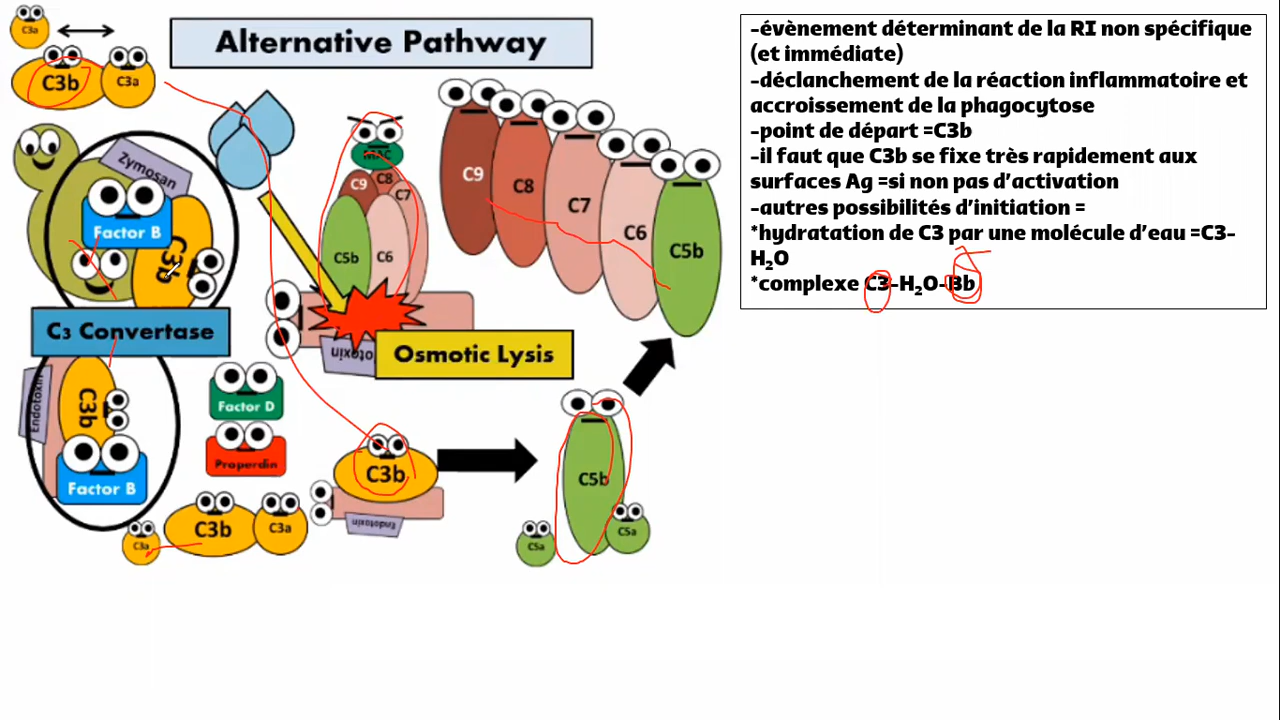 C3a
Alternative Pathway
C3b
C3a
Zymosan
Factor B
C3b
C3 Convertase
Endotoxin
C3b
Factor B
Factor D
Properdin
C3a
C3b
C3a
MAC
C9
C8
C7
C5b
C6
Osmotic Lysis
C3b
Endotoxin
C5b
C5a
C5a
C9
C8
C7
C6
C5b
-évènement déterminant de la RI non spécifique
(et immédiate)
-déclanchement de la réaction inflammatoire et
accroissement de la phagocytose
-point de départ =C3b
-il faut que C3b se fixe très rapidement aux
surfaces Ag =si non pas d'activation
-autres possibilités d'initiation =
*hydratation de C3 par une molécule d'eau =C3-
H₂O
*complexe C3-H₂O-Bb